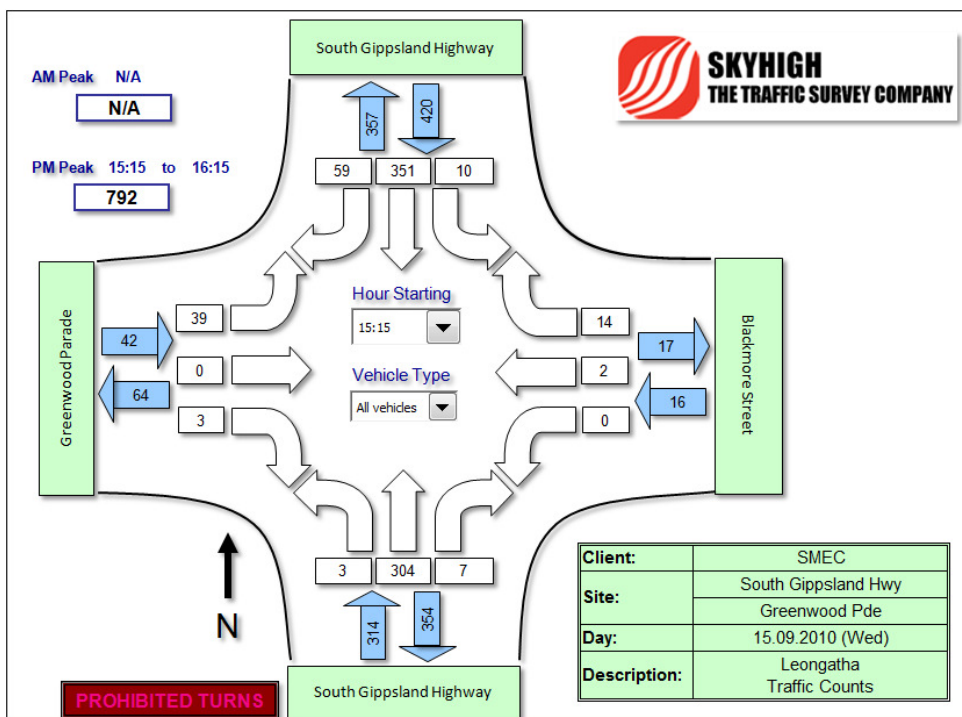 South Gippsland Highway
SKYHIGH
THE TRAFFIC SURVEY COMPANY
AM Peak N/A
N/A
PM Peak 15:15 to 16:15
792
357
420
59 351 10
Greenwood Parade
42
64
39
0
3
Hour Starting
15:15
Vehicle Type
All vehicles
14
2
0
17
16
Blackmore Street
3 304 7
314
354
N
South Gippsland Highway
PROHIBITED TURNS
Client: SMEC
Site: South Gippsland Hwy
Greenwood Pde
Day: 15.09.2010 (Wed)
Description: Leongatha
Traffic Counts